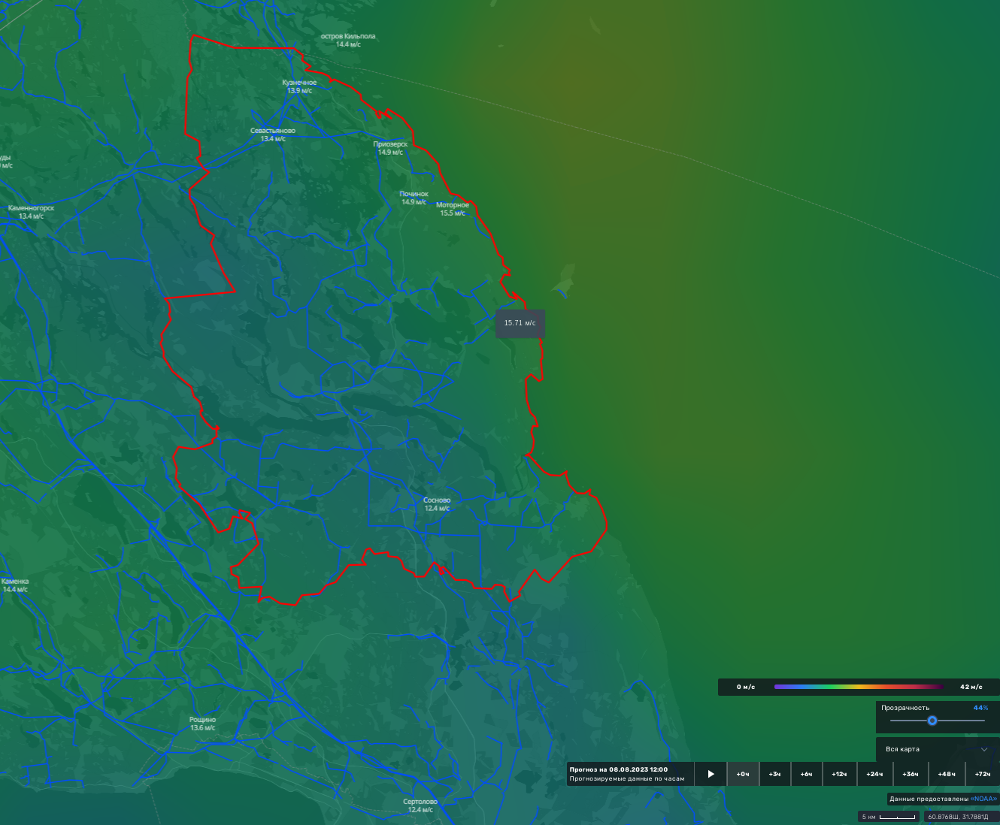 остров Кильпола
14.4 м/с
Кузнечное
13.9 м/с
Севастьяново
13.4 м/с
Приозерск
14.9 м/с
уды
м/с
Починок
14.9 м/с
Моторное
15.5 м/с
Каменногорск
13.4 м/с
15.71 м/с
Сосново
12.4 м/с
Каменка
14.4 м/с
Рощино
13.6 м/с
Сертолово
12.4 м/с
0 м/с
42 м/с
Прозрачность 44%
Вся карта
Прогноз на 08.08.2023 12:00
Прогнозируемые данные по часам
+0ч +3ч +6ч +12ч +24ч +36ч +48ч +72ч
Данные предоставлены «NOAA»
5 км
60.8768Ш, 31.7881Д